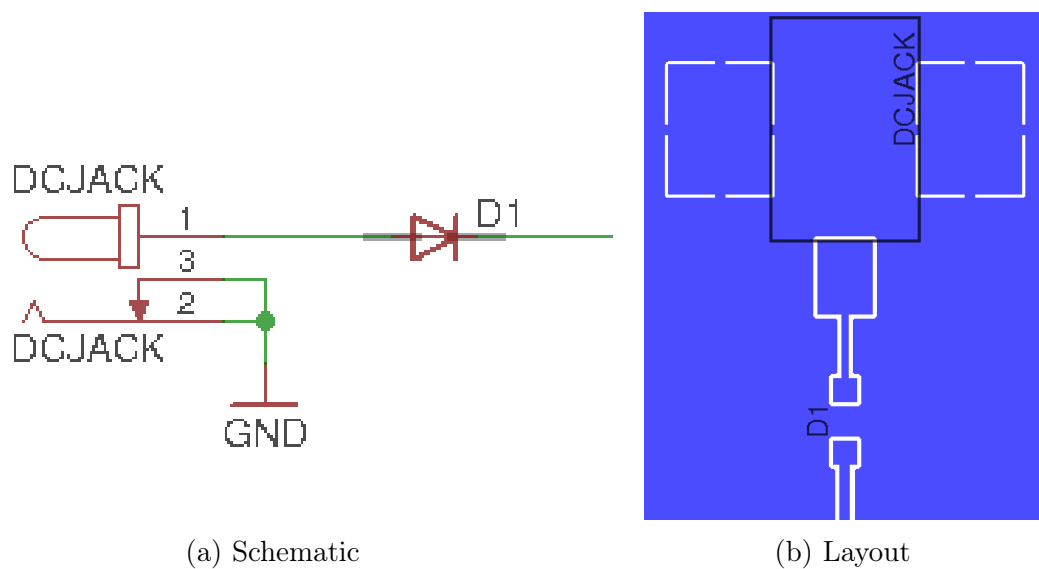 DCJACK
1
D1
3
2
DCJACK
GND
DCJACK
D1
(a) Schematic
(b) Layout